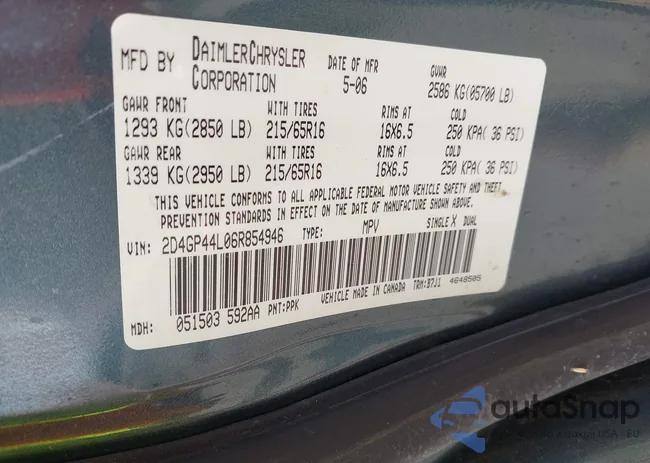 MFD BY DAIMLERCHRYSLER CORPORATION DATE OF MFR 5-06 GVWR 2586 KG(05700 LB)
GAWR FRONT WITH TIRES RIMS AT COLD
1293 KG(2850 LB) 215/65R16 16X6.5 250 KPA( 36 PSI)
GAWR REAR WITH TIRES RIMS AT COLD
1339 KG(2950 LB) 215/65R16 16X6.5 250 KPA( 36 PSI)
THIS VEHICLE CONFORMS TO ALL APPLICABLE FEDERAL MOTOR VEHICLE SAFETY AND THEFT
PREVENTION STANDARDS IN EFFECT ON THE DATE OF MANUFACTURE SHOWN ABOVE.
VIN: 2D4GP44L06R854946 TYPE: MPV SINGLE X DUAL
VEHICLE MADE IN CANADA TRM:B7J1 4648505
MDH: 051503 592AA PNT:PPK
autoSnap
USA - EU